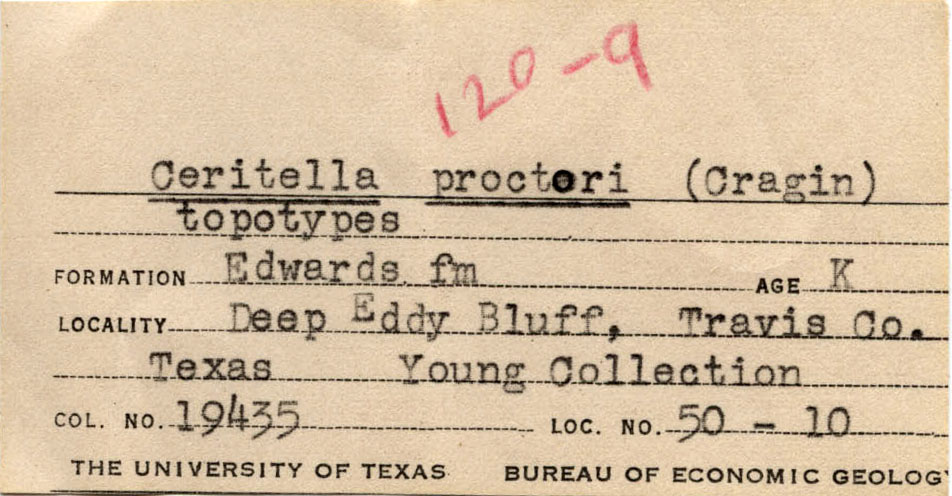 120-9
Ceritella proctori (Cragin)
topotypes
FORMATION Edwards fm AGE K
LOCALITY Deep Eddy Bluff, Travis Co.
Texas Young Collection
COL. NO. 19435 LOC. NO. 50 - 10
THE UNIVERSITY OF TEXAS BUREAU OF ECONOMIC GEOLOG